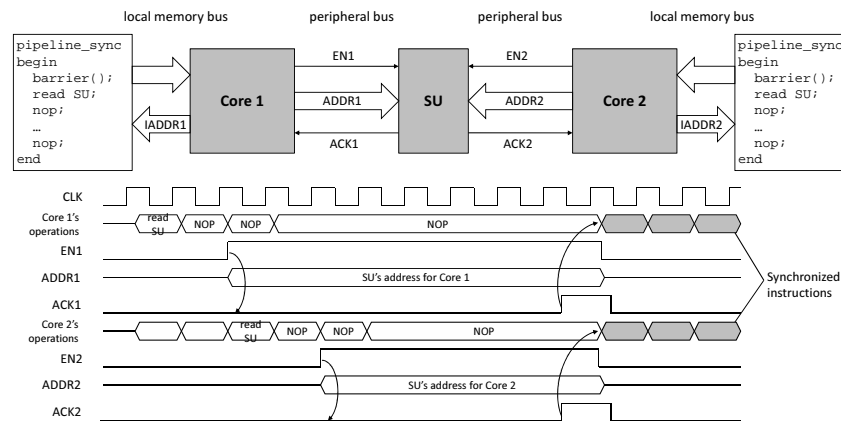 local memory bus peripheral bus peripheral bus local memory bus
pipeline_sync
begin
barrier();
read SU;
nop;
…
nop;
end
IADDR1
Core 1
EN1
ADDR1
ACK1
SU
EN2
ADDR2
ACK2
Core 2
IADDR2
pipeline_sync
begin
barrier();
read SU;
nop;
…
nop;
end
CLK
Core 1's
operations
read
SU
NOP
NOP
NOP
EN1
ADDR1
SU's address for Core 1
ACK1
Core 2's
operations
read
SU
NOP
NOP
NOP
EN2
ADDR2
SU's address for Core 2
ACK2
Synchronized
instructions